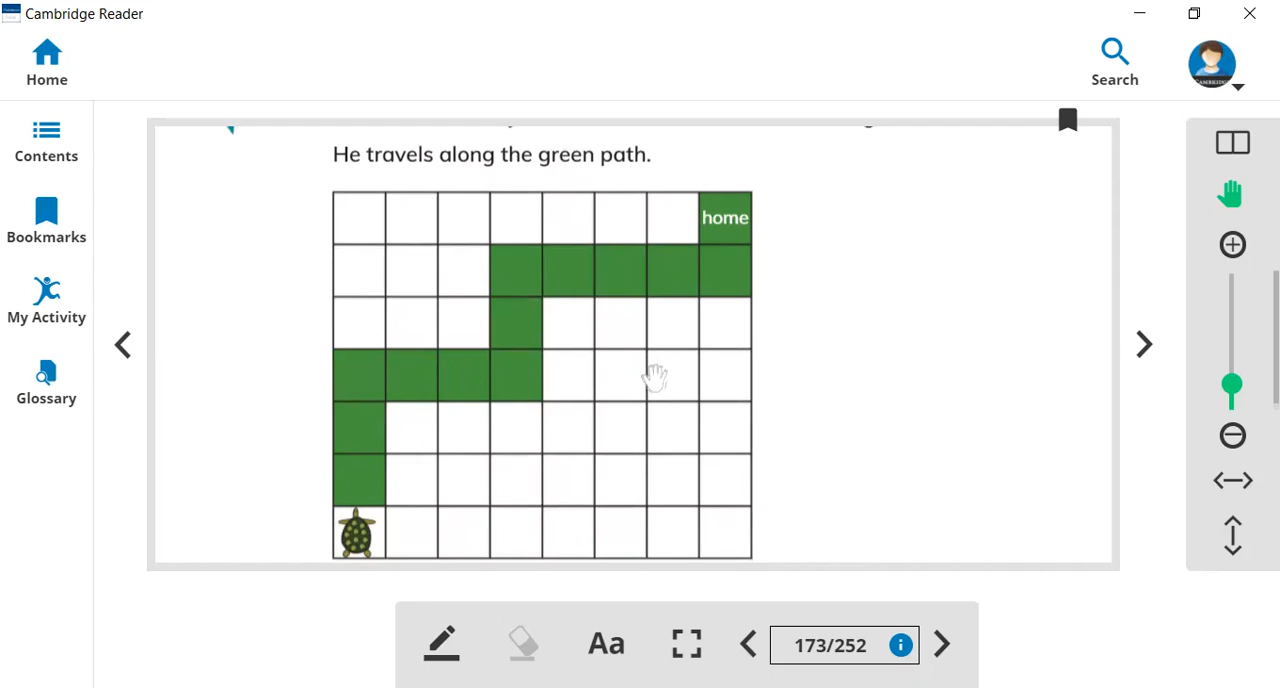 Cambridge Reader
Home
Search
Contents
Bookmarks
My Activity
Glossary
He travels along the green path.
home
Aa
173/252